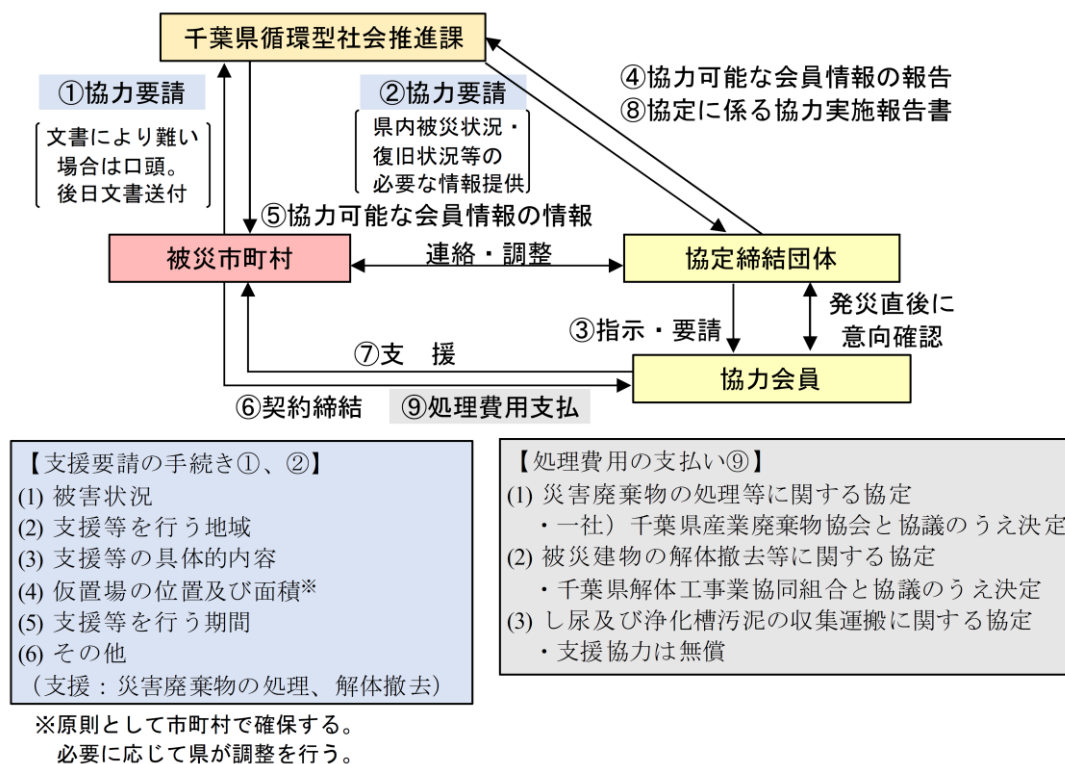 千葉県循環型社会推進課
①協力要請
文書により難い
場合は口頭。
後日文書送付
②協力要請
県内被災状況・
復旧状況等の
必要な情報提供
④協力可能な会員情報の報告
⑧協定に係る協力実施報告書
⑤協力可能な会員情報の情報
被災市町村
連絡・調整
協定締結団体
③指示・要請
発災直後に
意向確認
⑦支　援
協力会員
⑥契約締結
⑨処理費用支払
【支援要請の手続き①、②】
(1) 被害状況
(2) 支援等を行う地域
(3) 支援等の具体的内容
(4) 仮置場の位置及び面積※
(5) 支援等を行う期間
(6) その他
（支援：災害廃棄物の処理、解体撤去）
※原則として市町村で確保する。
必要に応じて県が調整を行う。
【処理費用の支払い⑨】
(1) 災害廃棄物の処理等に関する協定
・一社）千葉県産業廃棄物協会と協議のうえ決定
(2) 被災建物の解体撤去等に関する協定
・千葉県解体工事業協同組合と協議のうえ決定
(3) し尿及び浄化槽汚泥の収集運搬に関する協定
・支援協力は無償